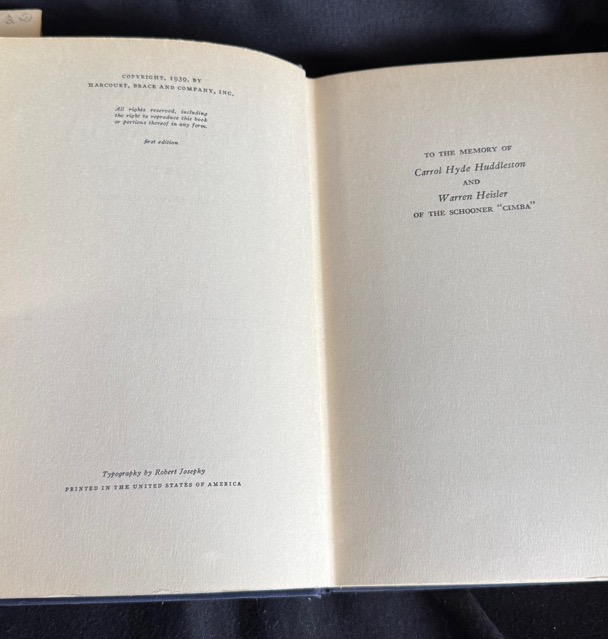 COPYRIGHT, 1939, BY
HARCOURT, BRACE AND COMPANY, INC.
All rights reserved, including
the right to reproduce this book
or portions thereof in any form.
first edition
Typography by Robert Josephy
PRINTED IN THE UNITED STATES OF AMERICA
TO THE MEMORY OF
Carrol Hyde Huddleston
AND
Warren Heisler
OF THE SCHOONER "CIMBA"